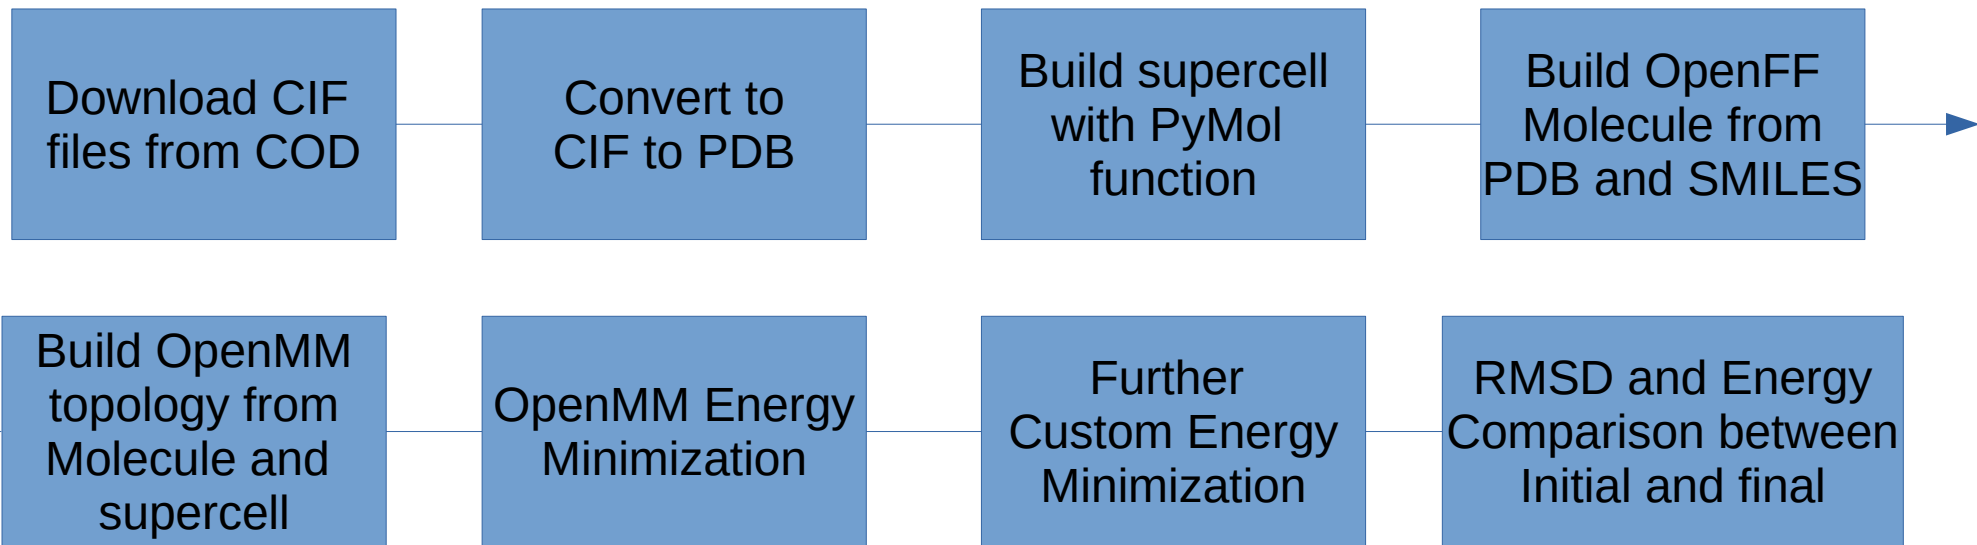 Download CIF
files from COD
Convert to
CIF to PDB
Build supercell
with PyMol
function
Build OpenFF
Molecule from
PDB and SMILES
Build OpenMM
topology from
Molecule and
supercell
OpenMM Energy
Minimization
Further
Custom Energy
Minimization
RMSD and Energy
Comparison between
Initial and final